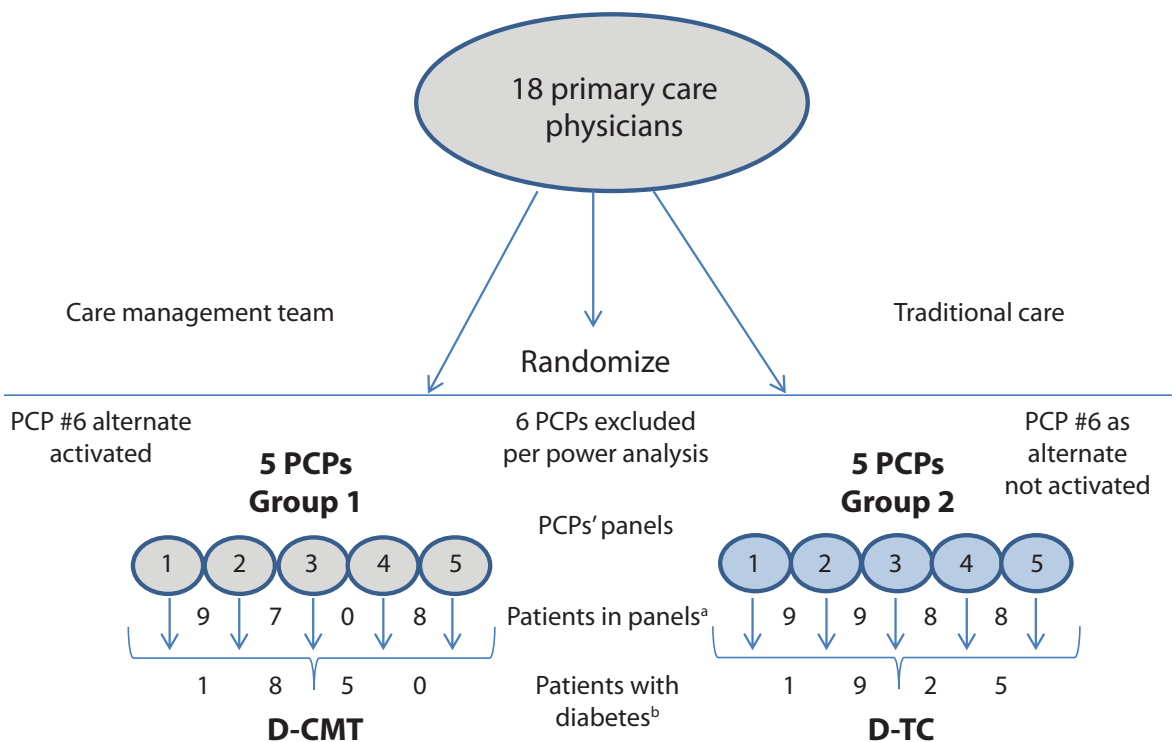 18 primary care
physicians
Care management team
Traditional care
Randomize
PCP #6 alternate
activated
6 PCPs excluded
per power analysis
PCP #6 as
alternate
not activated
5 PCPs
Group 1
5 PCPs
Group 2
PCPs’ panels
1 2 3 4 5
1 2 3 4 5
9 7 0 8
Patients in panelsᵃ
9 9 8 8
1 8 5 0
Patients with
diabetesᵇ
1 9 2 5
D-CMT
D-TC